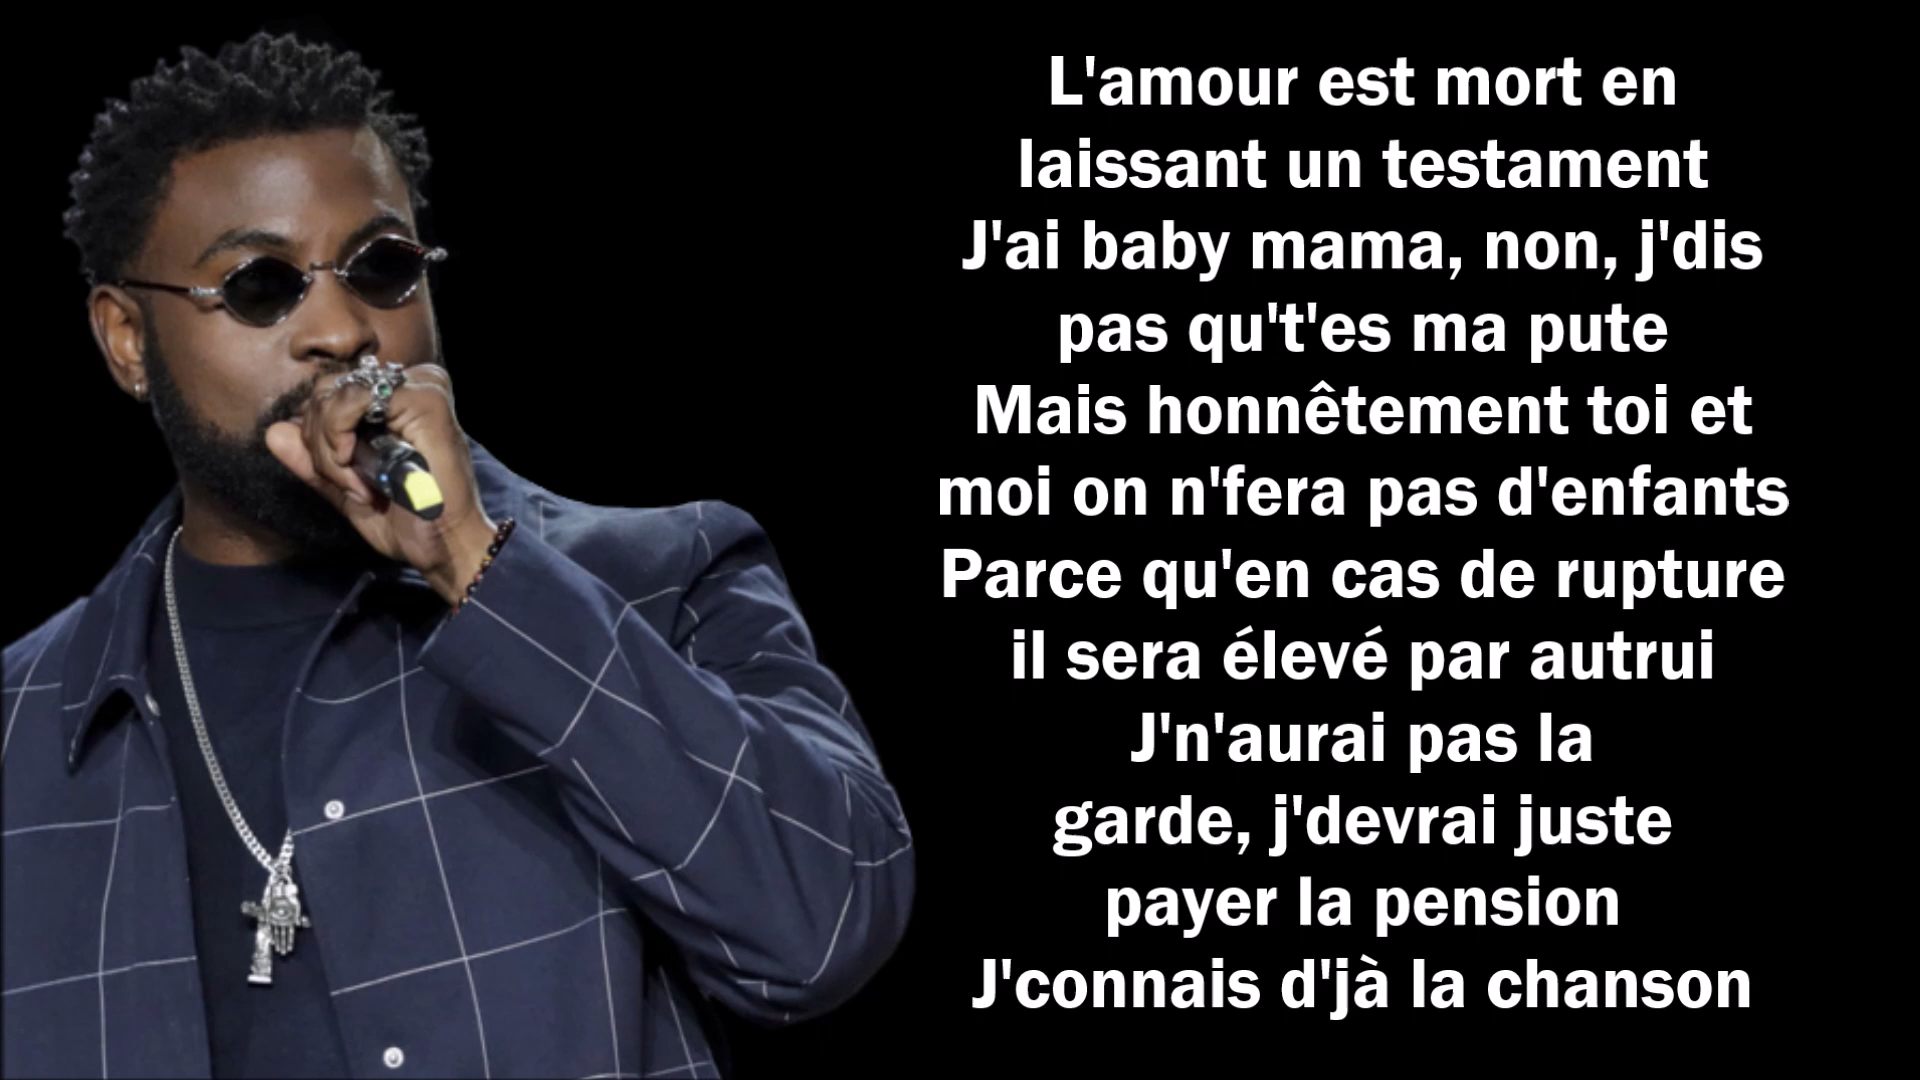 L'amour est mort en
laissant un testament
J'ai baby mama, non, j'dis
pas qu't'es ma pute
Mais honnêtement toi et
moi on n'fera pas d'enfants
Parce qu'en cas de rupture
il sera élevé par autrui
J'n'aurai pas la
garde, j'devrai juste
payer la pension
J'connais d'jà la chanson